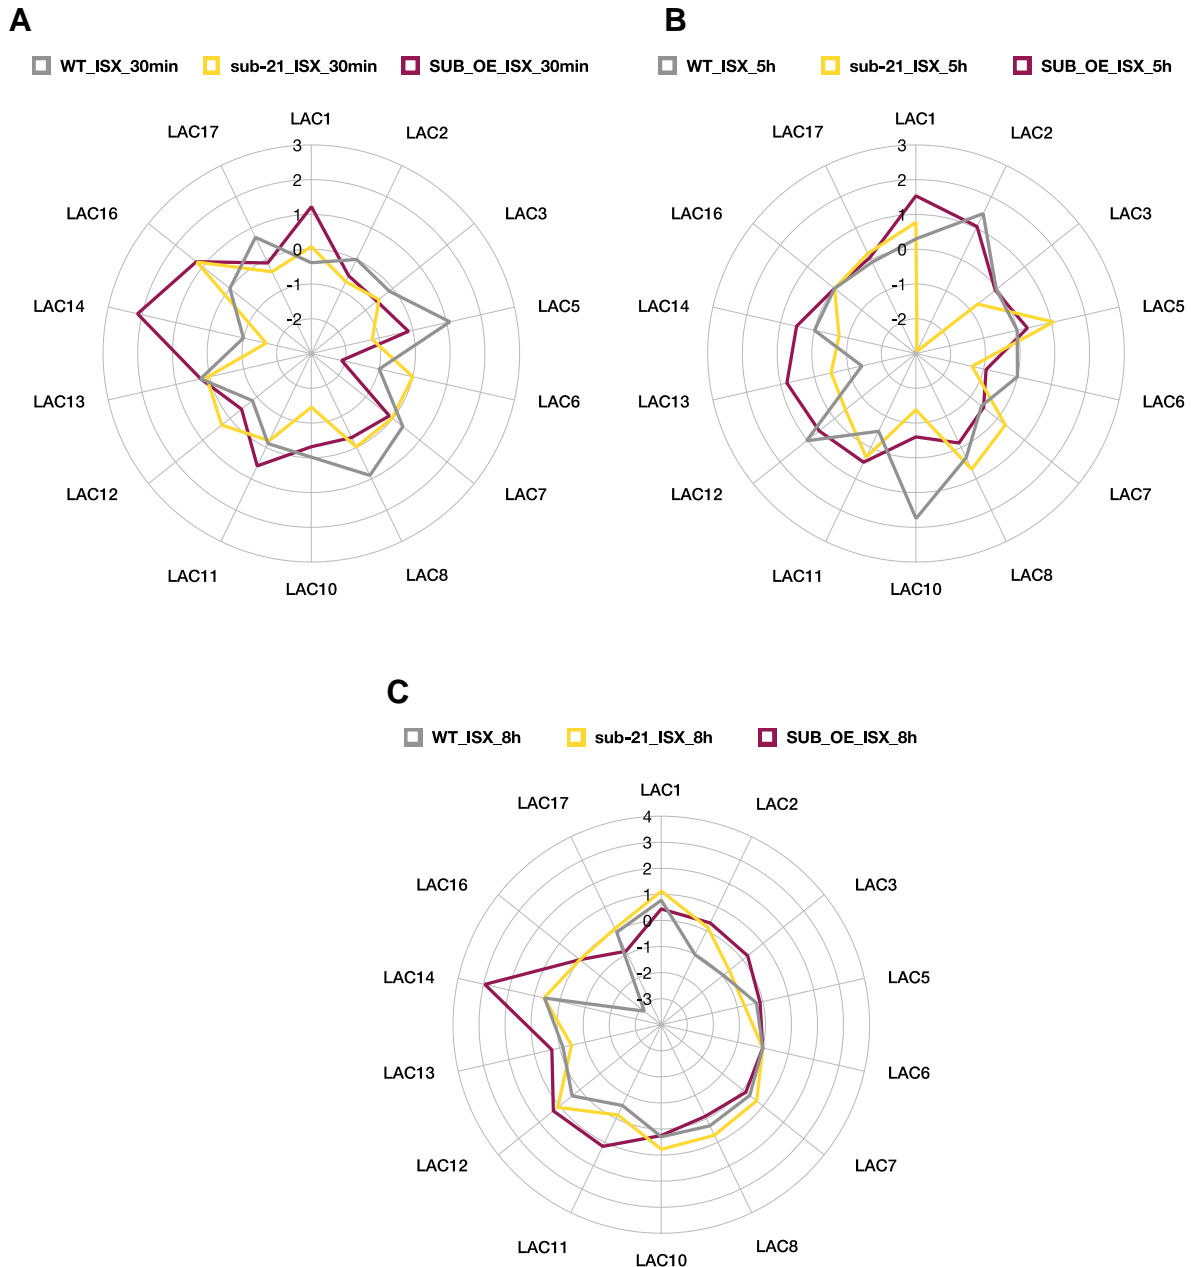 A
B
WT_ISX_30min sub-21_ISX_30min SUB_OE_ISX_30min
WT_ISX_5h sub-21_ISX_5h SUB_OE_ISX_5h
LAC1
LAC2
LAC3
LAC5
LAC6
LAC7
LAC8
LAC10
LAC11
LAC12
LAC13
LAC14
LAC16
LAC17
3
2
1
0
-1
-2
LAC1
LAC2
LAC3
LAC5
LAC6
LAC7
LAC8
LAC10
LAC11
LAC12
LAC13
LAC14
LAC16
LAC17
3
2
1
0
-1
-2
C
WT_ISX_8h sub-21_ISX_8h SUB_OE_ISX_8h
LAC1
LAC2
LAC3
LAC5
LAC6
LAC7
LAC8
LAC10
LAC11
LAC12
LAC13
LAC14
LAC16
LAC17
4
3
2
1
0
-1
-2
-3